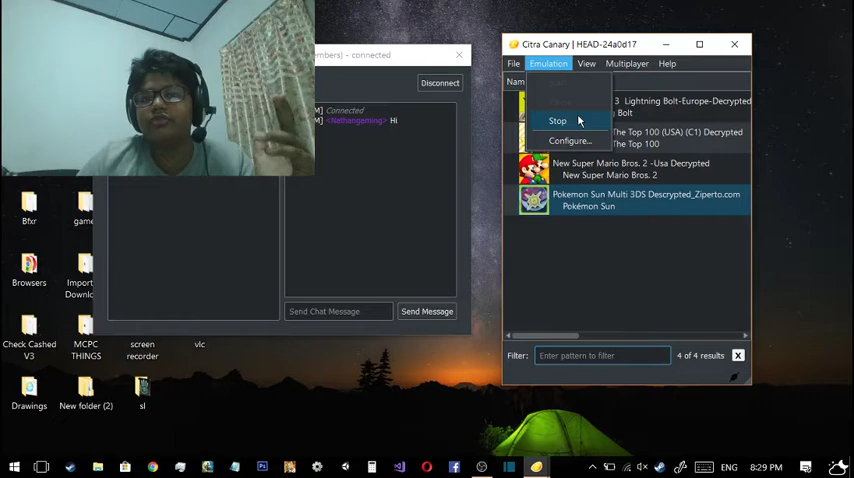 embers) - connected
Disconnect
M] Connected
M] <Nathangaming> Hi
Send Chat Message
Send Message
Citra Canary | HEAD-24a0d17
File Emulation View Multiplayer Help
Nam
Stop
Configure...
3 Lightning Bolt-Europe-Decrypted
g Bolt
The Top 100 (USA) (C1) Decrypted
The Top 100
New Super Mario Bros. 2 -Usa Decrypted
New Super Mario Bros. 2
Pokemon Sun Multi 3DS Descrypted_Ziperto.com
Pokémon Sun
Filter:
Enter pattern to filter
4 of 4 results
X
Bfxr
game
Browsers
Import
Downlo
Check Cashed
V3
MCPC
THINGS
screen
recorder
vlc
Drawings
New folder (2)
sl
ENG
8:29 PM